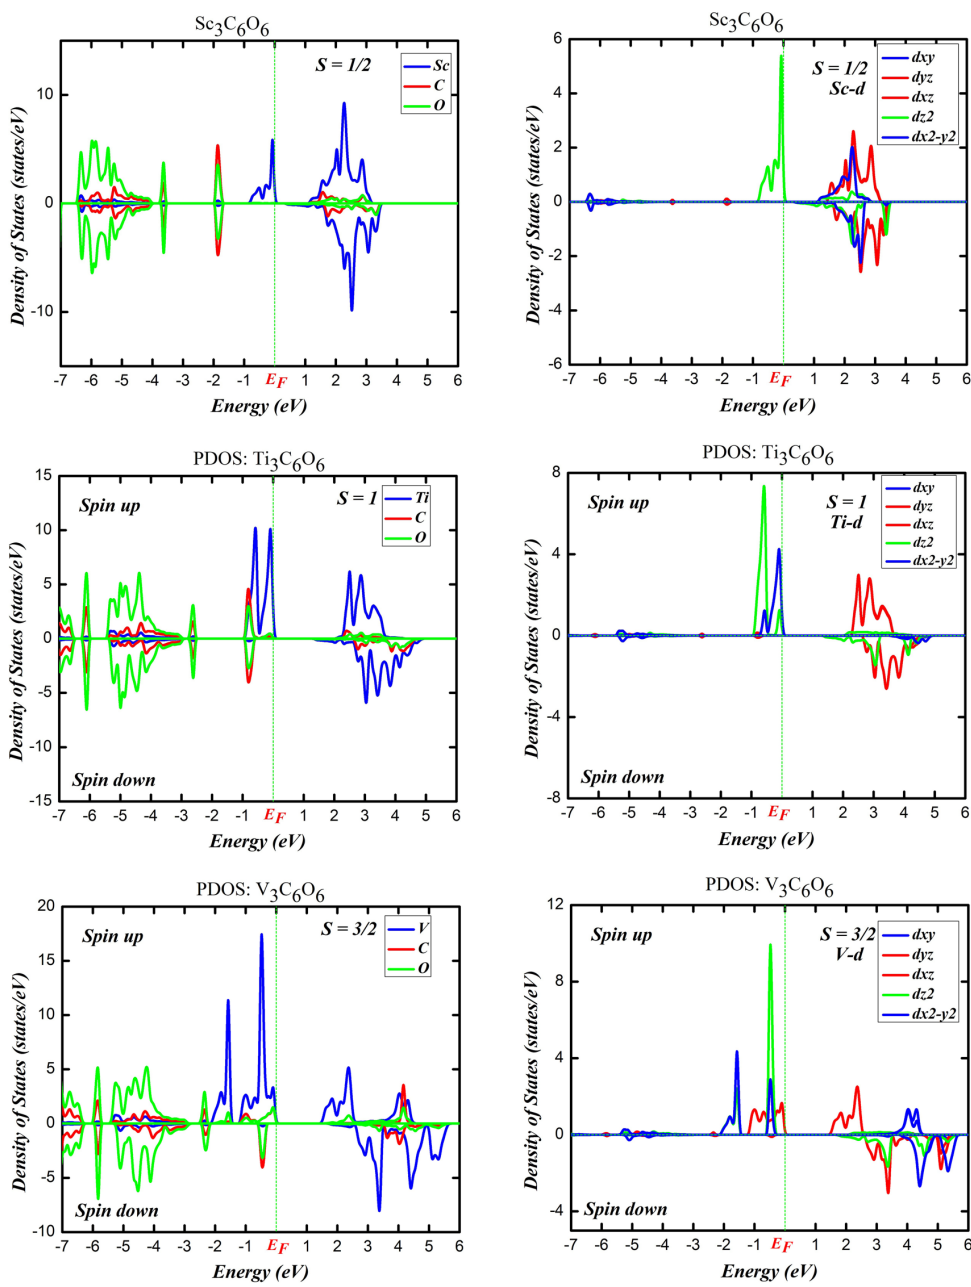 Sc3C6O6
S = 1/2
Sc
C
O
10
0
-10
-7 -6 -5 -4 -3 -2 -1 EF 1 2 3 4 5 6
Energy (eV)
Density of States (states/eV)
Sc3C6O6
S = 1/2
Sc-d
dxy
dyz
dxz
dz2
dx2-y2
6
4
2
0
-2
-4
-6
-7 -6 -5 -4 -3 -2 -1 EF 1 2 3 4 5 6
Energy (eV)
Density of States (states/eV)
PDOS: Ti3C6O6
Spin up
S = 1
Ti
C
O
15
10
5
0
-5
-10
-15
Spin down
-7 -6 -5 -4 -3 -2 -1 EF 1 2 3 4 5 6
Energy (eV)
Density of States (states/eV)
PDOS: Ti3C6O6
Spin up
S = 1
Ti-d
dxy
dyz
dxz
dz2
dx2-y2
8
4
0
-4
-8
Spin down
-7 -6 -5 -4 -3 -2 -1 EF 1 2 3 4 5 6
Energy (eV)
Density of States (states/eV)
PDOS: V3C6O6
Spin up
S = 3/2
V
C
O
20
15
10
5
0
-5
-10
Spin down
-7 -6 -5 -4 -3 -2 -1 EF 1 2 3 4 5 6
Energy (eV)
Density of States (states/eV)
PDOS: V3C6O6
Spin up
S = 3/2
V-d
dxy
dyz
dxz
dz2
dx2-y2
12
8
4
0
-4
Spin down
-7 -6 -5 -4 -3 -2 -1 EF 1 2 3 4 5 6
Energy (eV)
Density of States (states/eV)